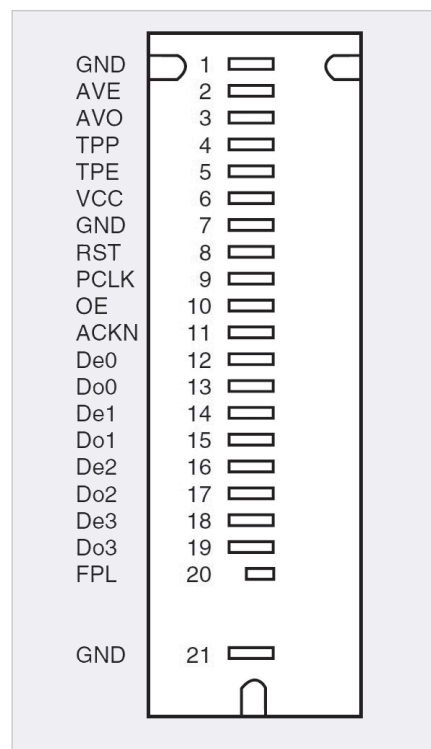 GND 1
AVE 2
AVO 3
TPP 4
TPE 5
VCC 6
GND 7
RST 8
PCLK 9
OE 10
ACKN 11
De0 12
Do0 13
De1 14
Do1 15
De2 16
Do2 17
De3 18
Do3 19
FPL 20
GND 21